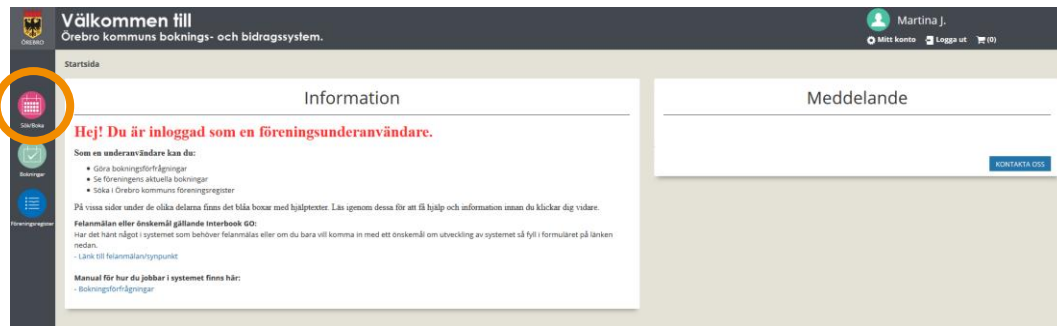 ÖREBRO
Välkommen till
Örebro kommuns boknings- och bidragssystem.
Martina J.
Mitt konto Logga ut (0)
Startsida
Sök/Boka
Bokningar
Föreningsregister
Information
Hej! Du är inloggad som en föreningsunderanvändare.
Som en underanvändare kan du:
• Göra bokningsförfrågningar
• Se föreningens aktuella bokningar
• Söka i Örebro kommuns föreningsregister
På vissa sidor under de olika delarna finns det blåa boxar med hjälptexter. Läs igenom dessa för att få hjälp och information innan du klickar dig vidare.
Felanmälan eller önskemål gällande Interbook GO:
Har det hänt något i systemet som behöver felanmälas eller om du bara vill komma in med ett önskemål om utveckling av systemet så fyll i formuläret på länken
nedan.
- Länk till felanmälan/synpunkt
Manual för hur du jobbar i systemet finns här:
- Bokningsförfrågningar
Meddelande
KONTAKTA OSS